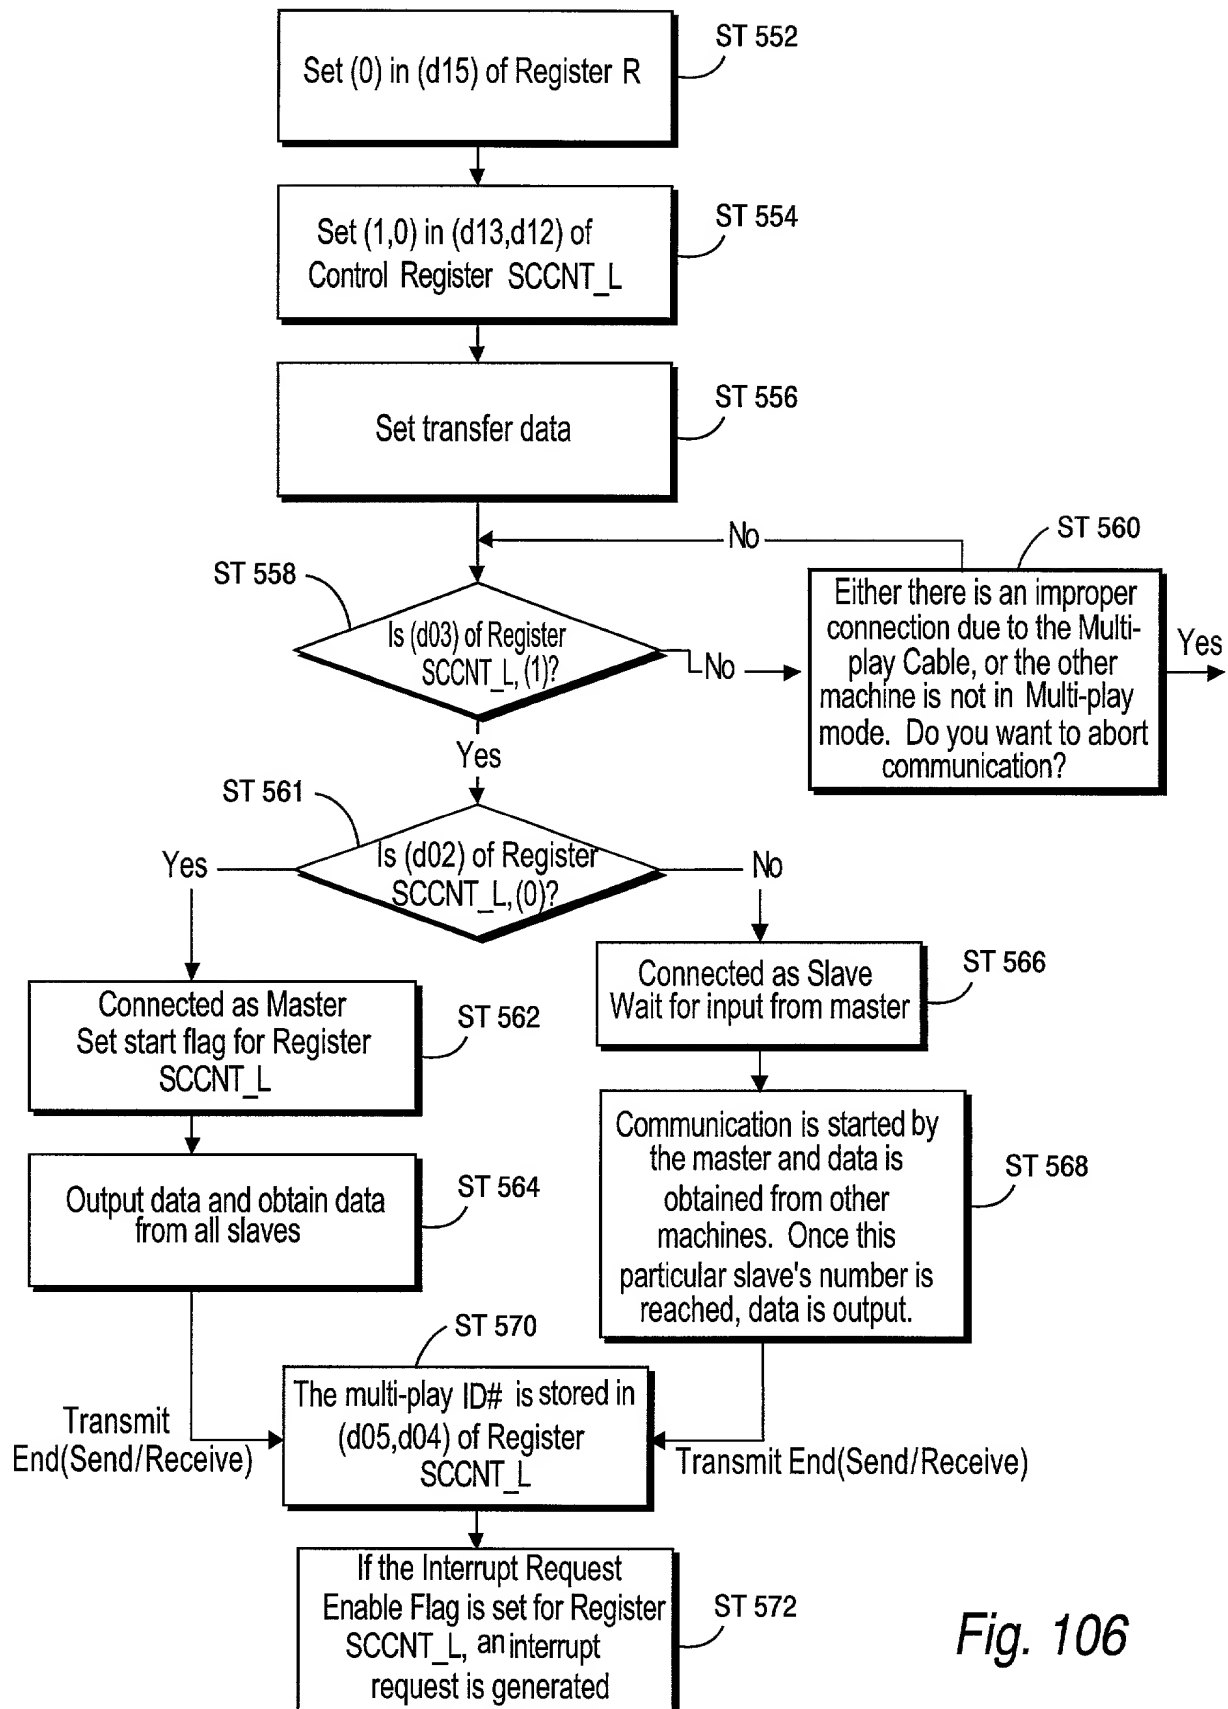 ST 552
Set (0) in (d15) of Register R
ST 554
Set (1,0) in (d13,d12) of
Control Register SCCNT_L
ST 556
Set transfer data
No
ST 560
ST 558
Is (d03) of Register
SCCNT_L, (1)?
No
Either there is an improper
connection due to the Multi-
play Cable, or the other
machine is not in Multi-play
mode. Do you want to abort
communication?
Yes
Yes
ST 561
Is (d02) of Register
SCCNT_L, (0)?
Yes
No
Connected as Master
Set start flag for Register
SCCNT_L
ST 562
Connected as Slave
Wait for input from master
ST 566
Output data and obtain data
from all slaves
ST 564
Communication is started by
the master and data is
obtained from other
machines. Once this
particular slave's number is
reached, data is output.
ST 568
ST 570
The multi-play ID# is stored in
(d05,d04) of Register
SCCNT_L
Transmit
End(Send/Receive)
Transmit End(Send/Receive)
If the Interrupt Request
Enable Flag is set for Register
SCCNT_L, an interrupt
request is generated
ST 572
Fig. 106